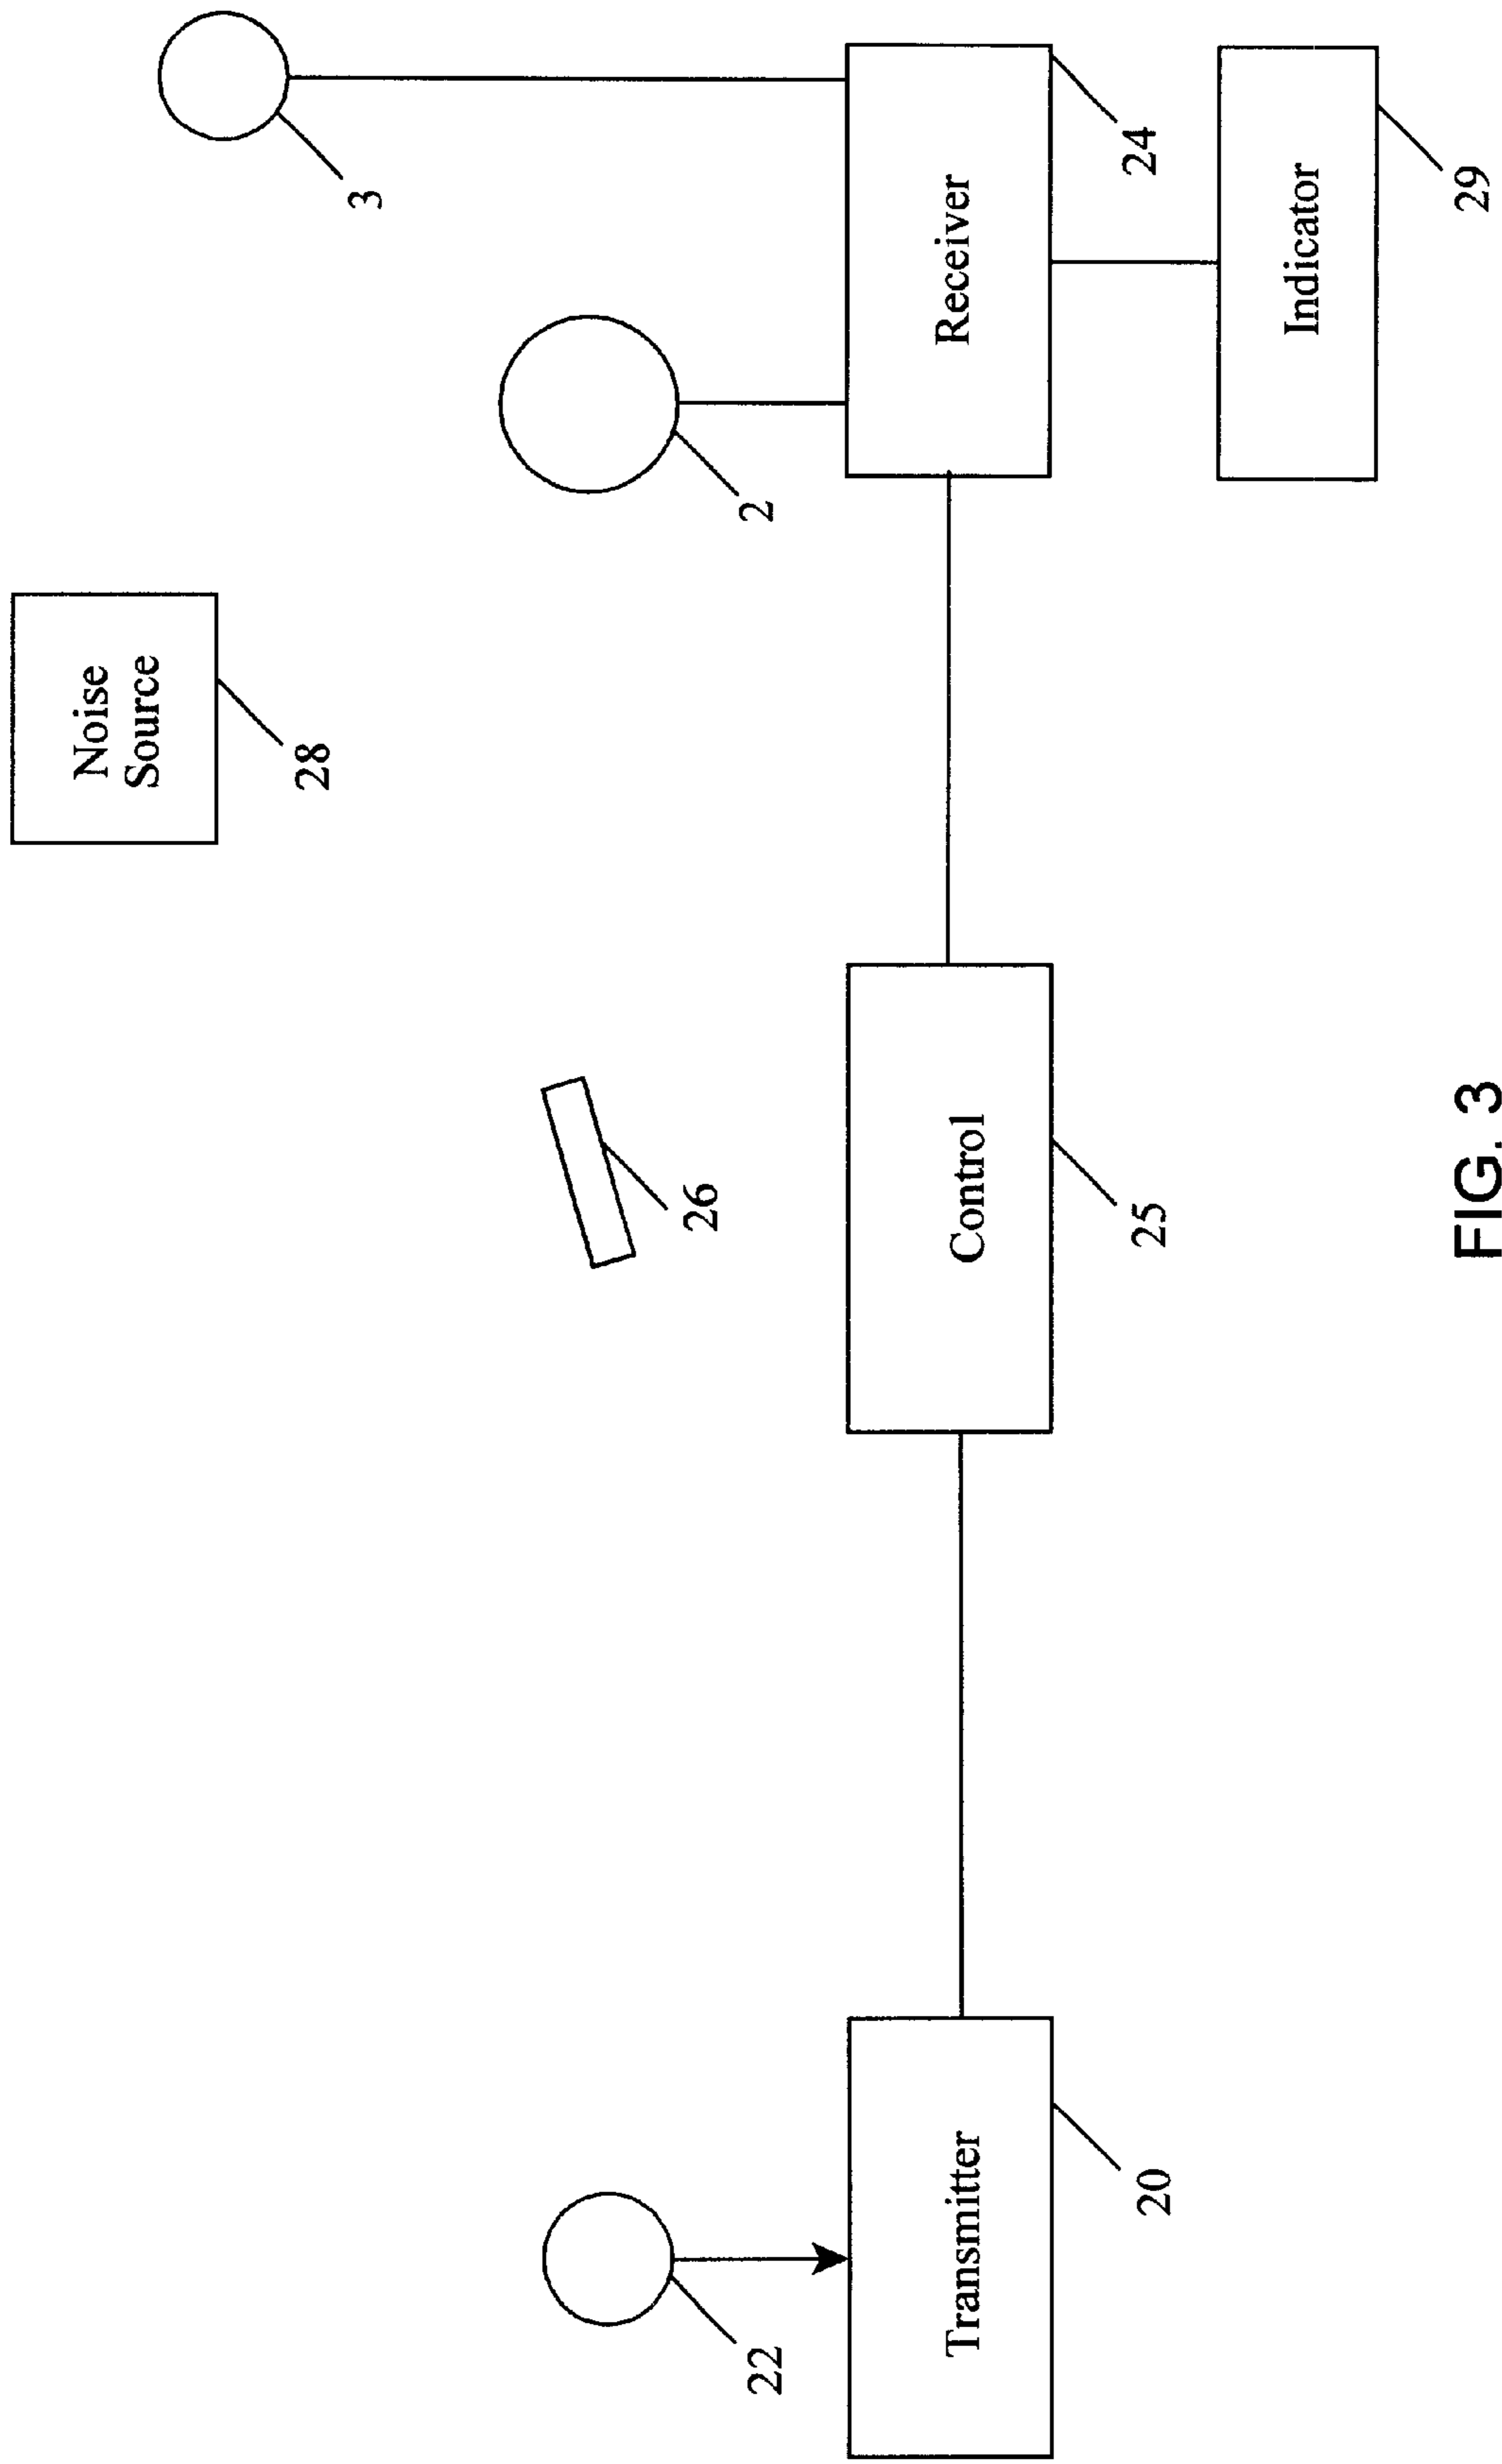 Noise
Source
28
3
2
26
22
Transmitter
20
Control
25
Receiver
24
Indicator
29
FIG. 3